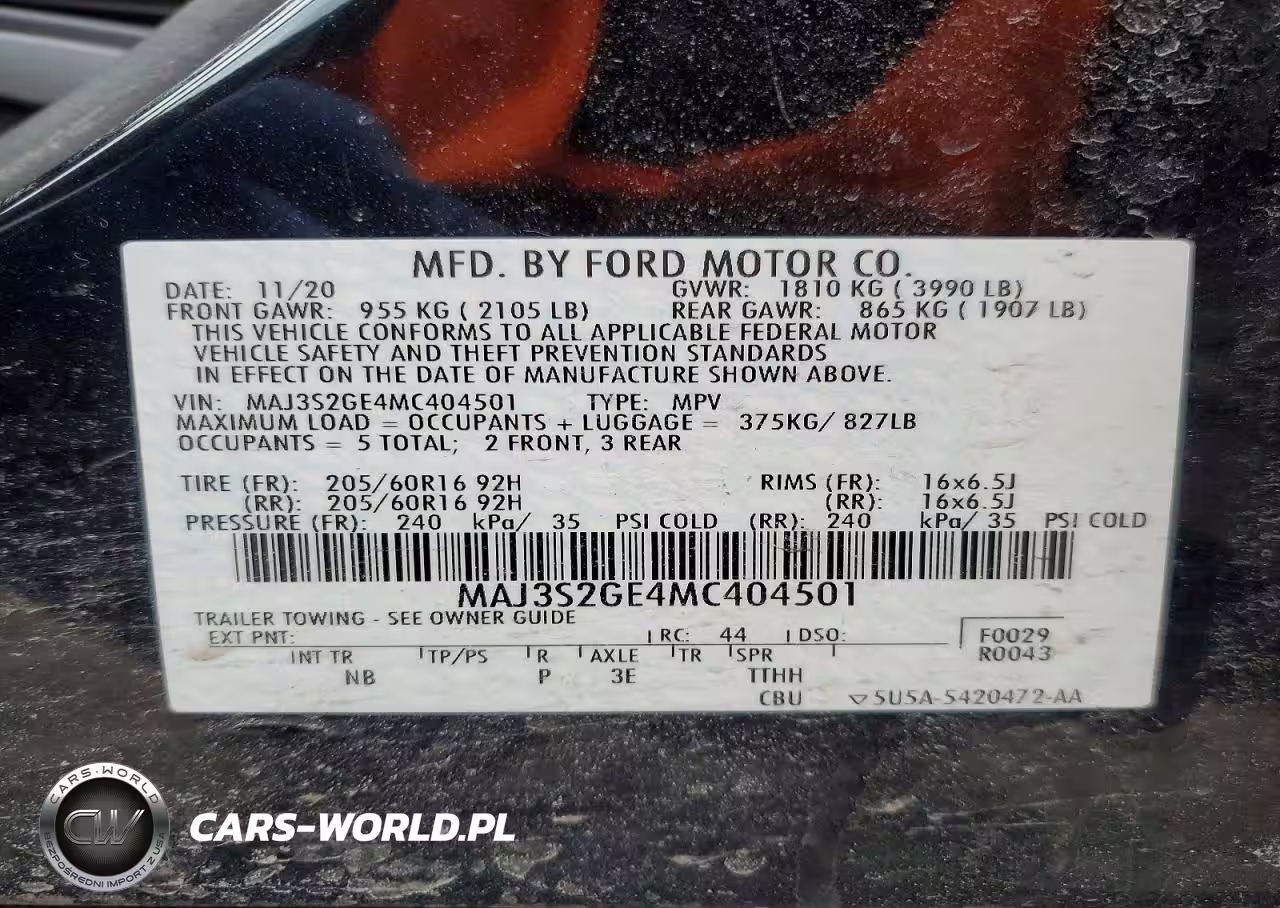 MFD. BY FORD MOTOR CO.
DATE: 11/20 GVWR: 1810 KG ( 3990 LB)
FRONT GAWR: 955 KG ( 2105 LB) REAR GAWR: 865 KG ( 1907 LB)
THIS VEHICLE CONFORMS TO ALL APPLICABLE FEDERAL MOTOR
VEHICLE SAFETY AND THEFT PREVENTION STANDARDS
IN EFFECT ON THE DATE OF MANUFACTURE SHOWN ABOVE.
VIN: MAJ3S2GE4MC404501 TYPE: MPV
MAXIMUM LOAD = OCCUPANTS + LUGGAGE = 375KG/ 827LB
OCCUPANTS = 5 TOTAL; 2 FRONT, 3 REAR
TIRE (FR): 205/60R16 92H RIMS (FR): 16x6.5J
(RR): 205/60R16 92H (RR): 16x6.5J
PRESSURE (FR): 240 kPa/ 35 PSI COLD (RR): 240 kPa/ 35 PSI COLD
MAJ3S2GE4MC404501
TRAILER TOWING - SEE OWNER GUIDE
EXT PNT: RC: 44 DSO: F0029
INT TR TP/PS R AXLE TR SPR R0043
NB P 3E TTHH
CBU ▽5U5A-5420472-AA
CARS-WORLD
CW
BEZPOŚREDNI IMPORT Z USA
CARS-WORLD.PL